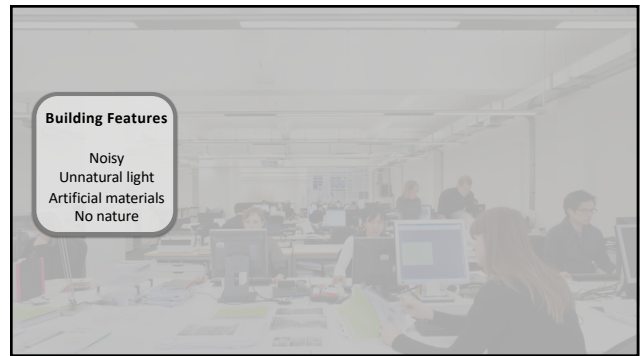 Building Features
Noisy
Unnatural light
Artificial materials
No nature